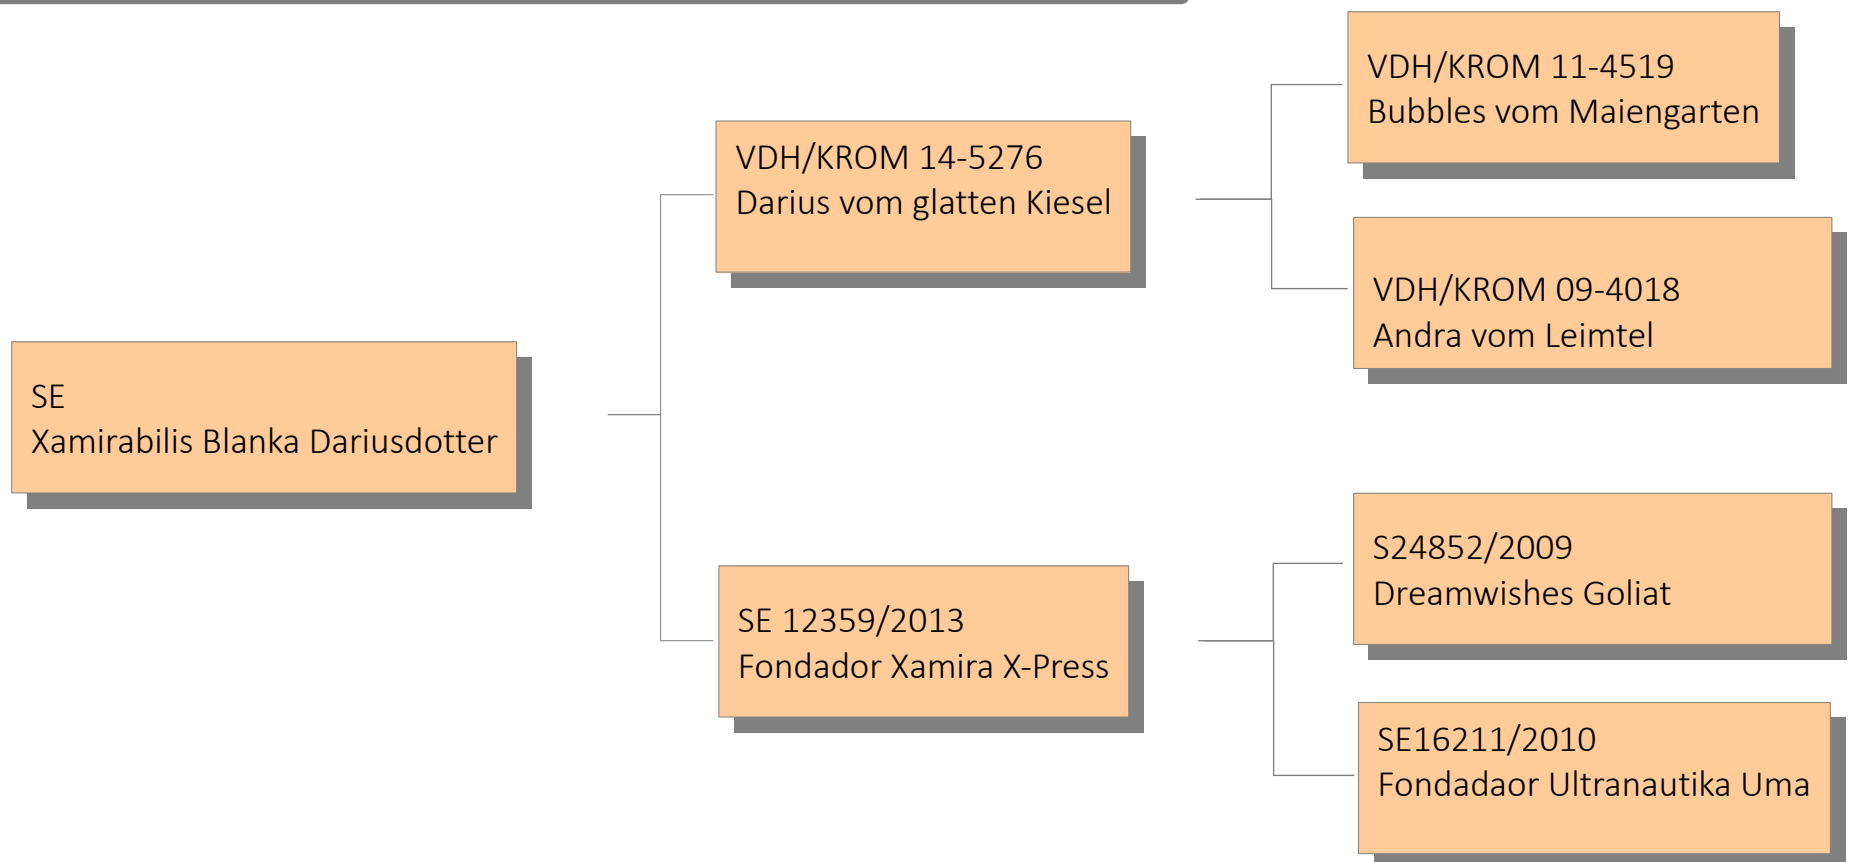 VDH/KROM 11-4519
Bubbles vom Maiengarten
VDH/KROM 14-5276
Darius vom glatten Kiesel
VDH/KROM 09-4018
Andra vom Leimtel
SE
Xamirabilis Blanka Dariusdotter
S24852/2009
Dreamwishes Goliat
SE 12359/2013
Fondador Xamira X-Press
SE16211/2010
Fondadaor Ultranautika Uma